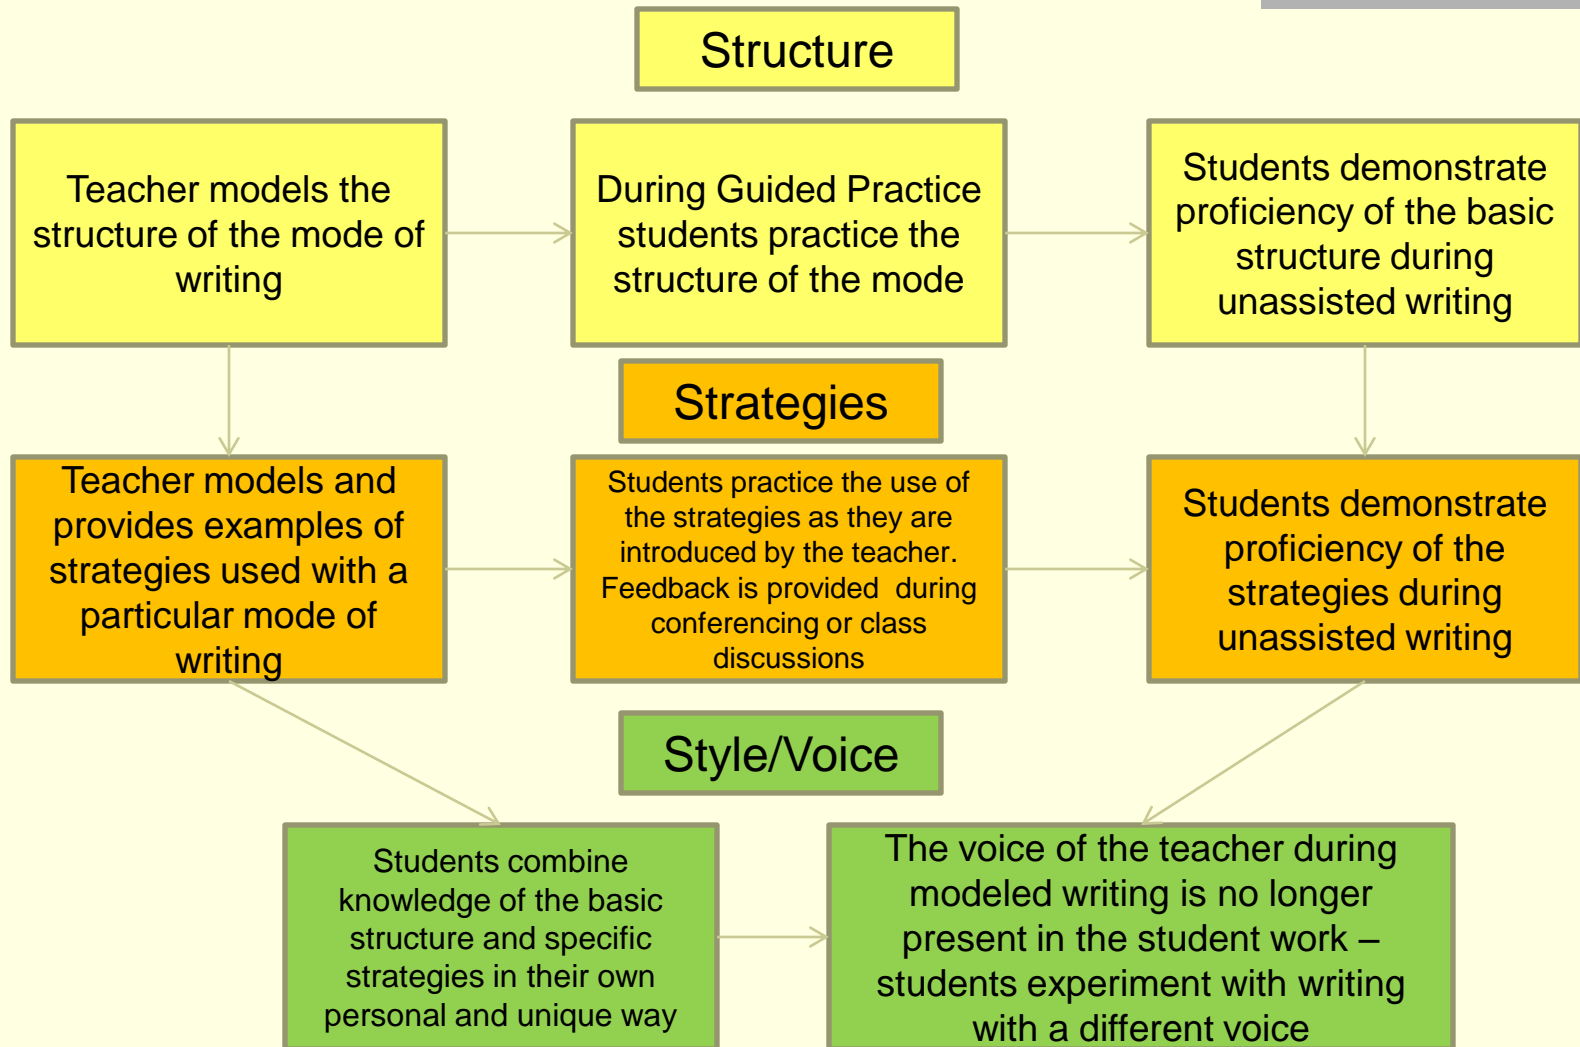 Structure
Teacher models the
structure of the mode of
writing
During Guided Practice
students practice the
structure of the mode
Students demonstrate
proficiency of the basic
structure during
unassisted writing
Strategies
Teacher models and
provides examples of
strategies used with a
particular mode of
writing
Students practice the use of
the strategies as they are
introduced by the teacher.
Feedback is provided  during
conferencing or class
discussions
Students demonstrate
proficiency of the
strategies during
unassisted writing
Style/Voice
Students combine
knowledge of the basic
structure and specific
strategies in their own
personal and unique way
The voice of the teacher during
modeled writing is no longer
present in the student work –
students experiment with writing
with a different voice